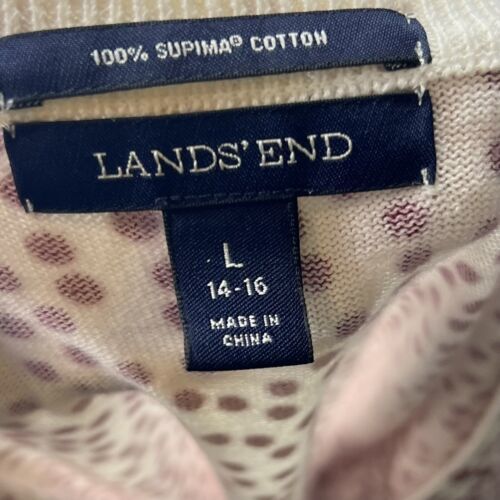 100% SUPIMA® COTTON
LANDS' END
L
14-16
MADE IN
CHINA